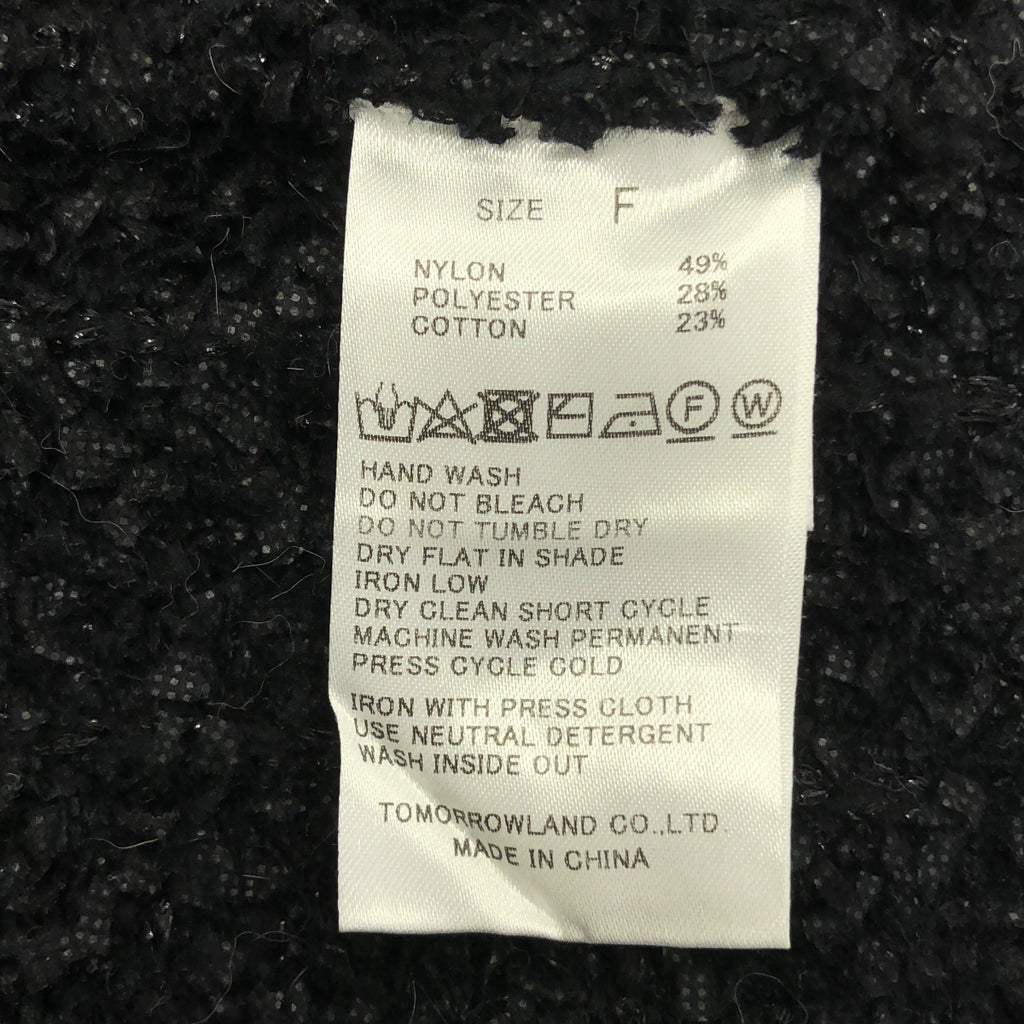 SIZE F
NYLON 49%
POLYESTER 28%
COTTON 23%
F W
HAND WASH
DO NOT BLEACH
DO NOT TUMBLE DRY
DRY FLAT IN SHADE
IRON LOW
DRY CLEAN SHORT CYCLE
MACHINE WASH PERMANENT
PRESS CYCLE COLD
IRON WITH PRESS CLOTH
USE NEUTRAL DETERGENT
WASH INSIDE OUT
TOMORROWLAND CO.,LTD.
MADE IN CHINA